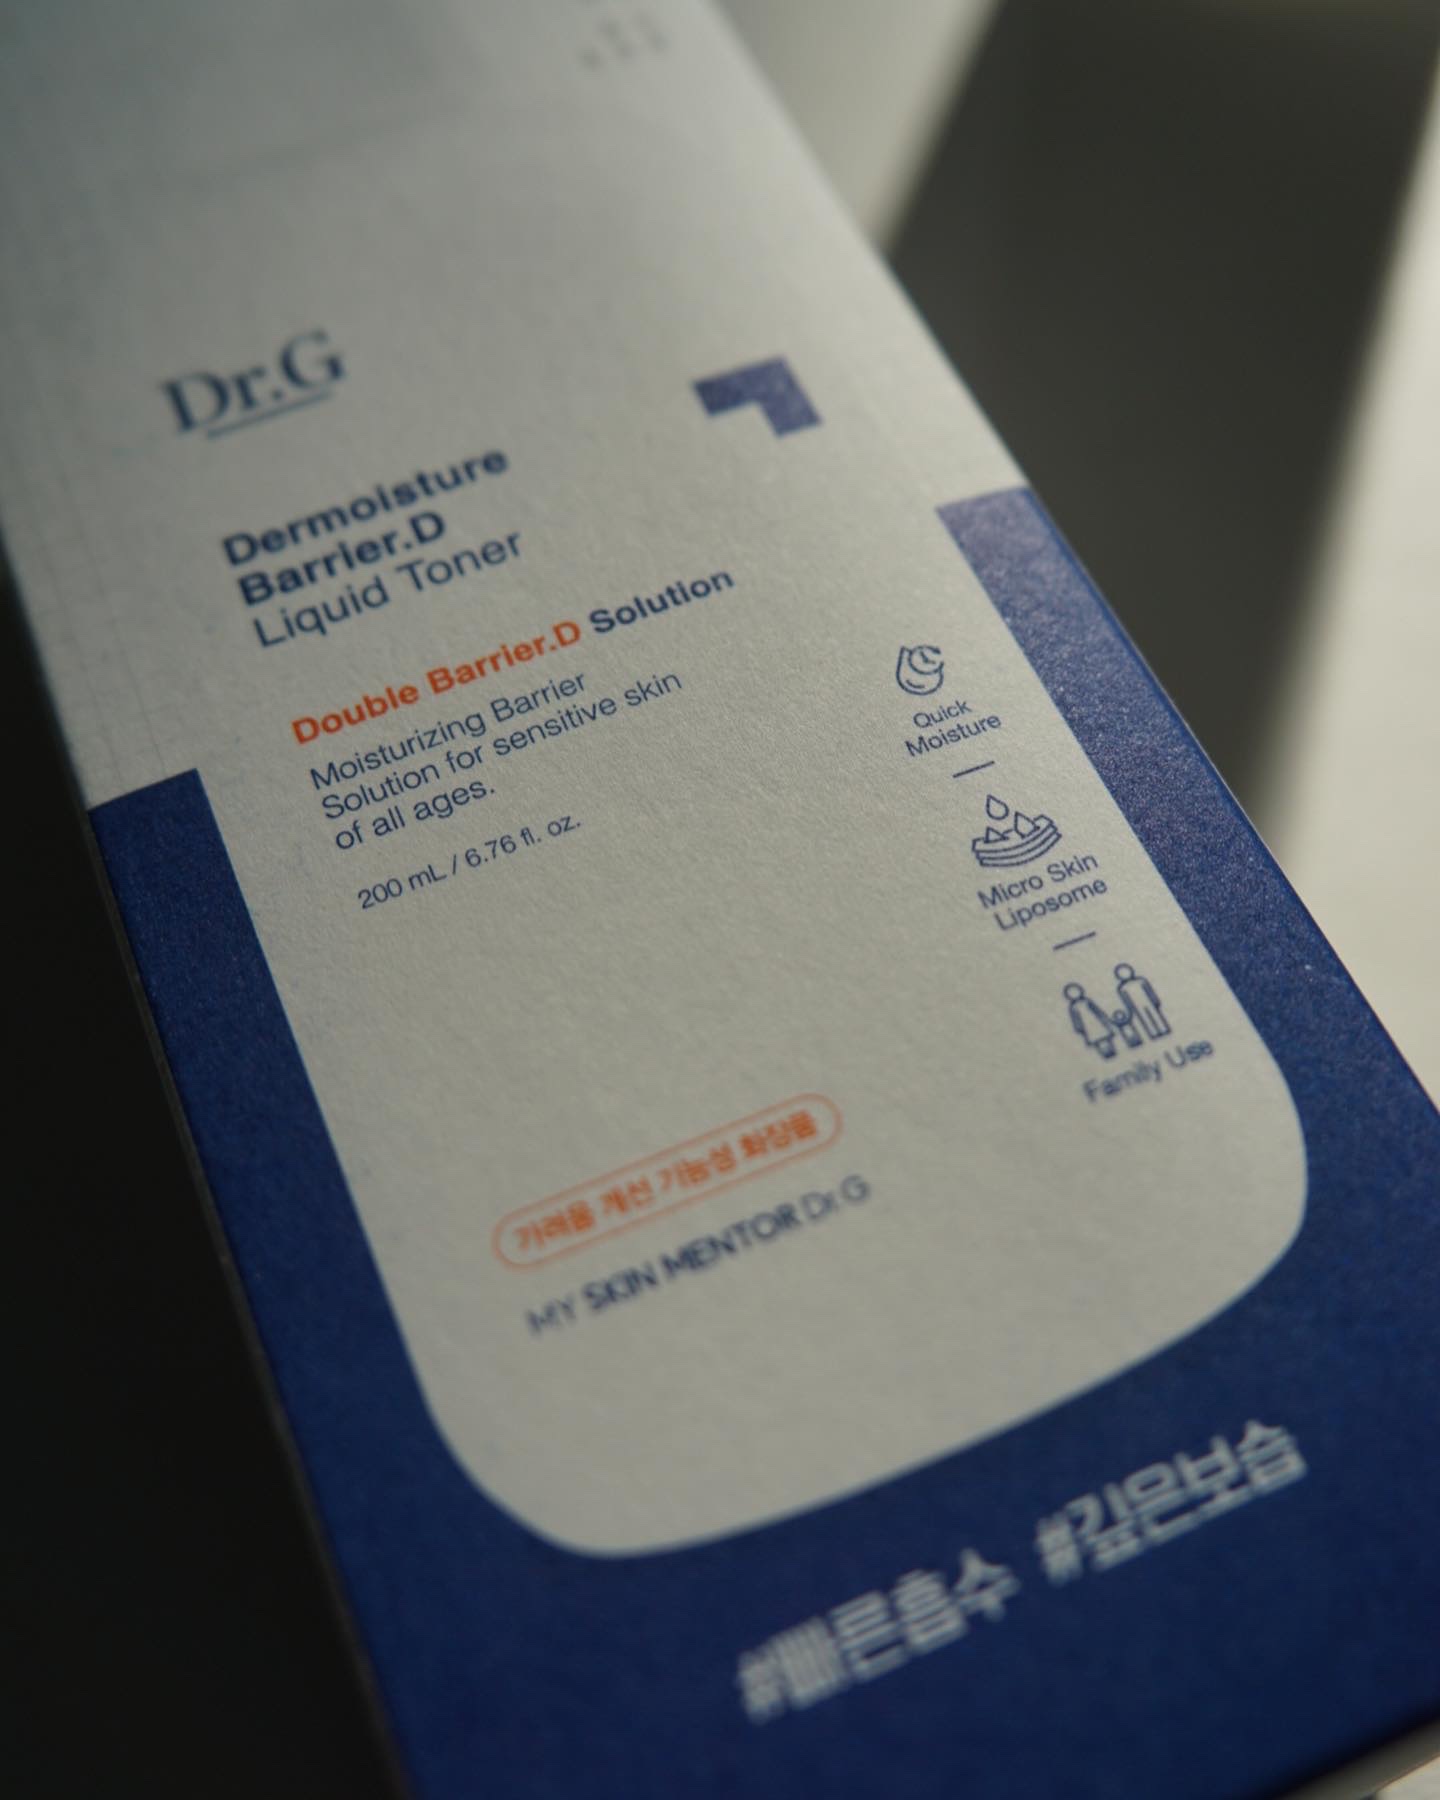 Dr.G
Dermoisture
Barrier.D
Liquid Toner
Double Barrier.D Solution
Moisturizing Barrier
Solution for sensitive skin
of all ages.
200 mL / 6.76 fl. oz.
Quick
Moisture
Micro Skin
Liposome
Family Use
가려움 개선 기능성 화장품
MY SKIN MENTOR Dr.G
#빠른흡수 #깊은보습